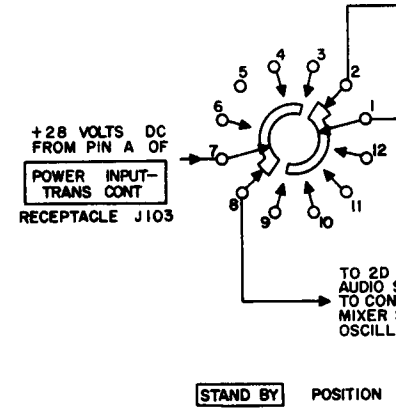 4 3
5 2
6 1
+28 VOLTS DC
FROM PIN A OF
7 12
POWER INPUT-
TRANS CONT
8 11
RECEPTACLE J103
9 10
TO 2D
AUDIO
TO CON
MIXER
OSCILL
STAND BY POSITION